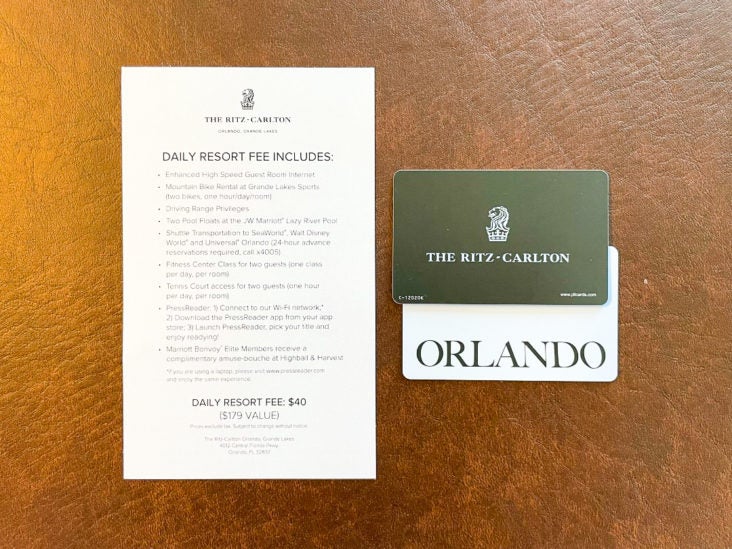 THE RITZ-CARLTON
ORLANDO, GRANDE LAKES
DAILY RESORT FEE INCLUDES:
• Enhanced High Speed Guest Room Internet
• Mountain Bike Rental at Grande Lakes Sports
(two bikes, one hour/day/room)
• Driving Range Privileges
• Two Pool Floats at the JW Marriott® Lazy River Pool
• Shuttle Transportation to SeaWorld®, Walt Disney
World® and Universal® Orlando (24-hour advance
reservations required, call x4005)
• Fitness Center Class for two guests (one class
per day, per room)
• Tennis Court access for two guests (one hour
per day, per room)
• PressReader: 1) Connect to our Wi-Fi network;*
2) Download the PressReader app from your app
store; 3) Launch PressReader, pick your title and
enjoy readying!
• Marriott Bonvoy® Elite Members receive a
complimentary amuse-bouche at Highball & Harvest
*If you are using a laptop, please visit www.pressreader.com
and enjoy the same experience.
DAILY RESORT FEE: $40
($179 VALUE)
Prices exclude tax. Subject to change without notice.
The Ritz-Carlton Orlando, Grande Lakes
4012 Central Florida Pkwy
Orlando, FL 32837
THE RITZ-CARLTON
C-12020E
www.plicards.com
ORLANDO